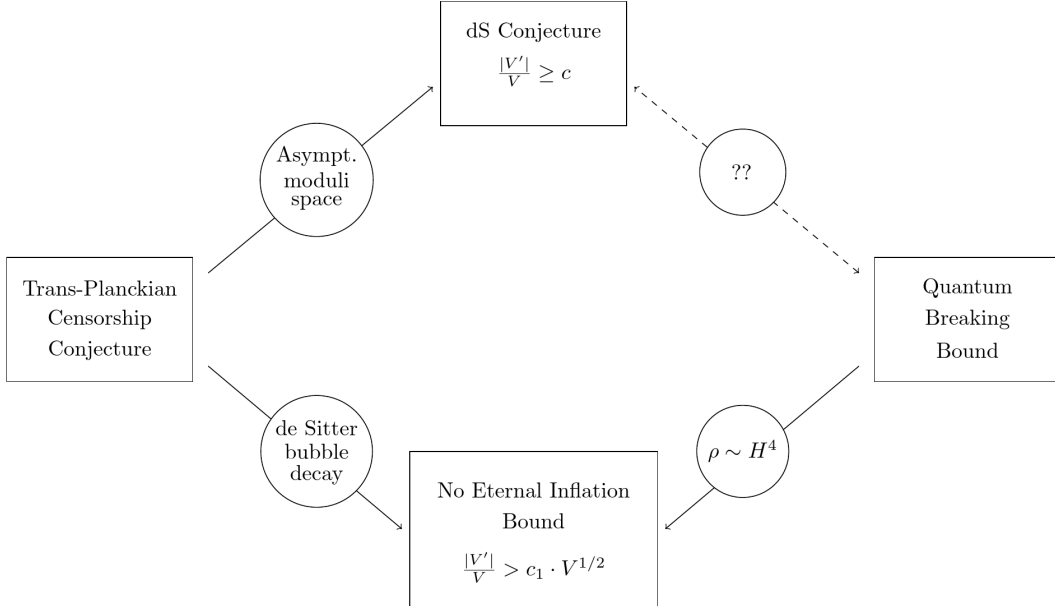 dS Conjecture
|V′|/V ≥ c
Asympt.
moduli
space
??
Trans-Planckian
Censorship
Conjecture
Quantum
Breaking
Bound
de Sitter
bubble
decay
ρ ∼ H⁴
No Eternal Inflation
Bound
|V′|/V > c₁ · V^{1/2}